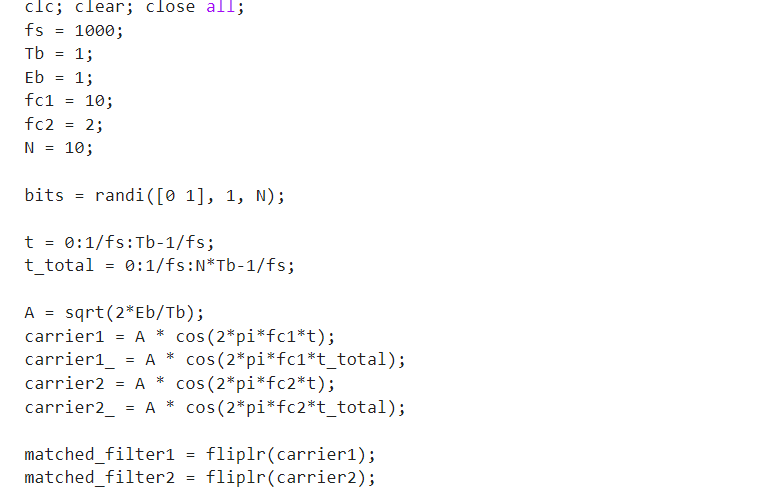 clc; clear; close all;
fs = 1000;
Tb = 1;
Eb = 1;
fc1 = 10;
fc2 = 2;
N = 10;
bits = randi([0 1], 1, N);
t = 0:1/fs:Tb-1/fs;
t_total = 0:1/fs:N*Tb-1/fs;
A = sqrt(2*Eb/Tb);
carrier1 = A * cos(2*pi*fc1*t);
carrier1_ = A * cos(2*pi*fc1*t_total);
carrier2 = A * cos(2*pi*fc2*t);
carrier2_ = A * cos(2*pi*fc2*t_total);
matched_filter1 = fliplr(carrier1);
matched_filter2 = fliplr(carrier2);